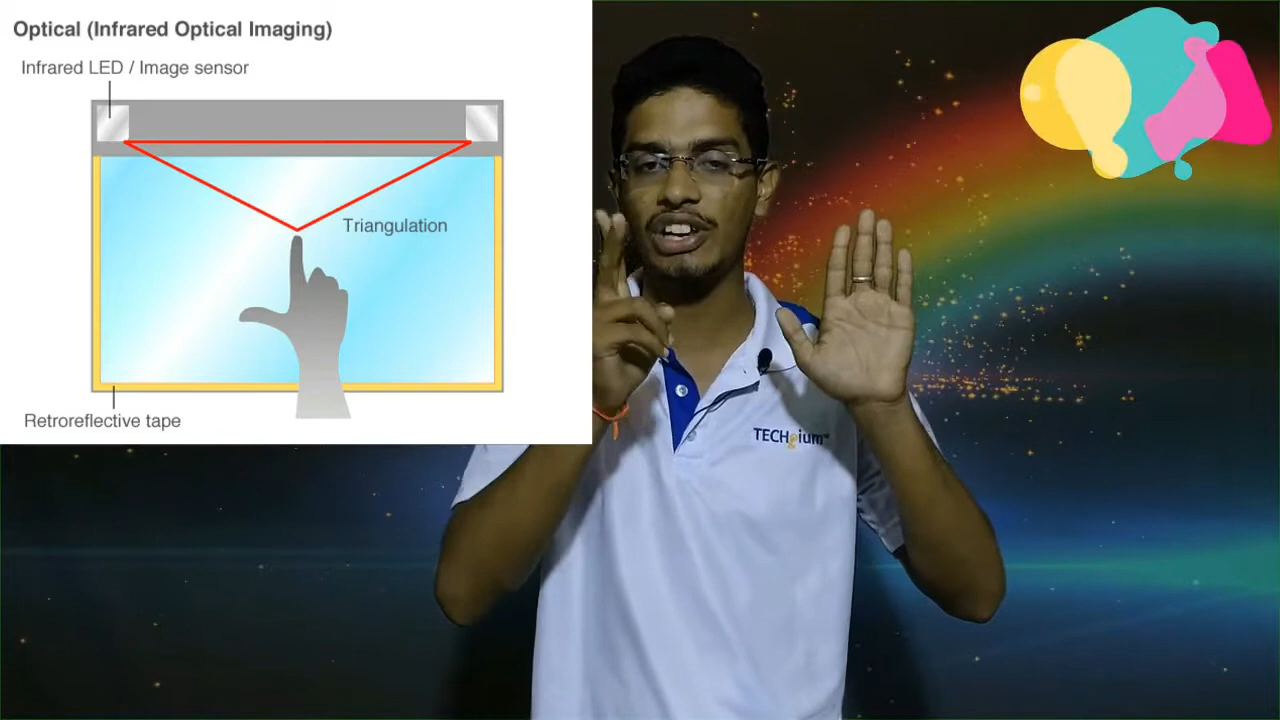 Optical (Infrared Optical Imaging)
Infrared LED / Image sensor
Triangulation
Retroreflective tape
TECHgium